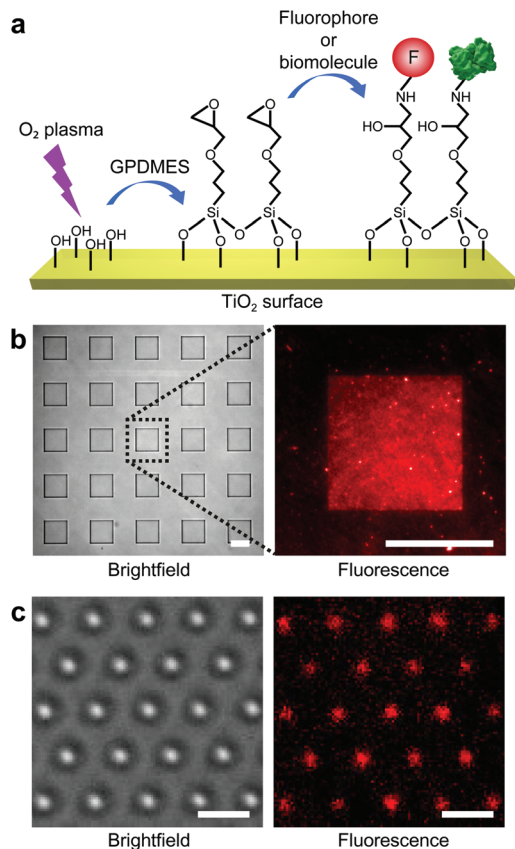 a
Fluorophore
or
biomolecule
F
O₂ plasma
GPDMES
O
O
NH
NH
HO
HO
O
O
O
O
Si
Si
Si
Si
OH
OH
OH
OH
O
O
O
O
O
O
O
O
O
O
TiO₂ surface
b
Brightfield
Fluorescence
c
Brightfield
Fluorescence